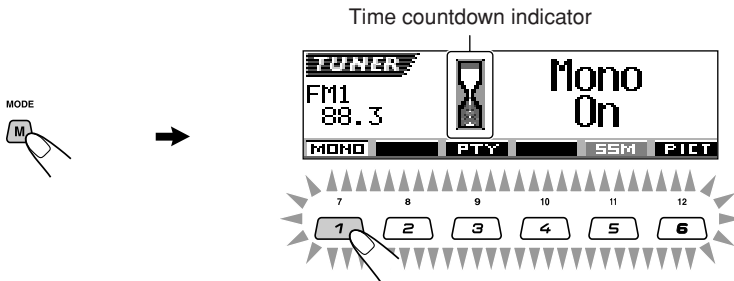 Time countdown indicator
TUNER
Mono
FM1
On
88.3
MODE
M
MONO PTY SSM PICT
7 8 9 10 11 12
1 2 3 4 5 6